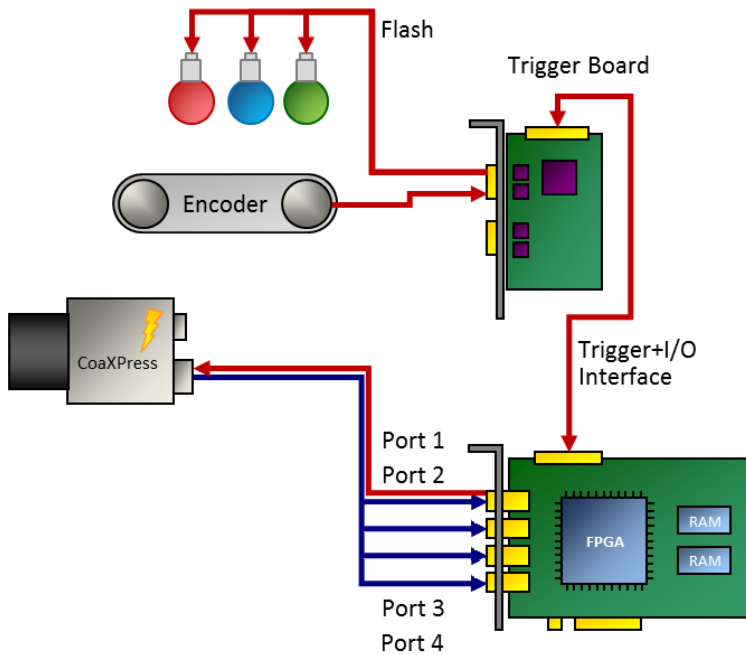 Flash
Trigger Board
Encoder
CoaXPress
Trigger+I/O
Interface
Port 1
Port 2
FPGA
RAM
RAM
Port 3
Port 4